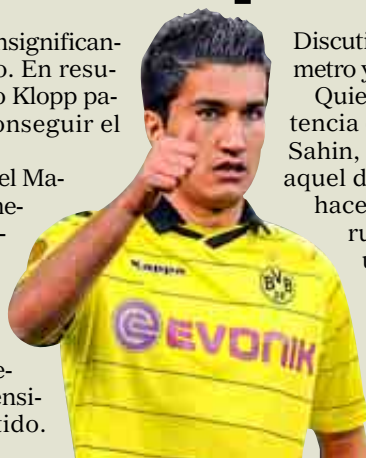 nsignifican-
o. En resu-
o Klopp pa-
onseguir el
el Ma-
ne-
-
e-
ensi-
tido.
Kappa
BVB
09
EVONIK
Discuti
metro y
Quie
tencia
Sahin,
aquel d
hace
ru
u